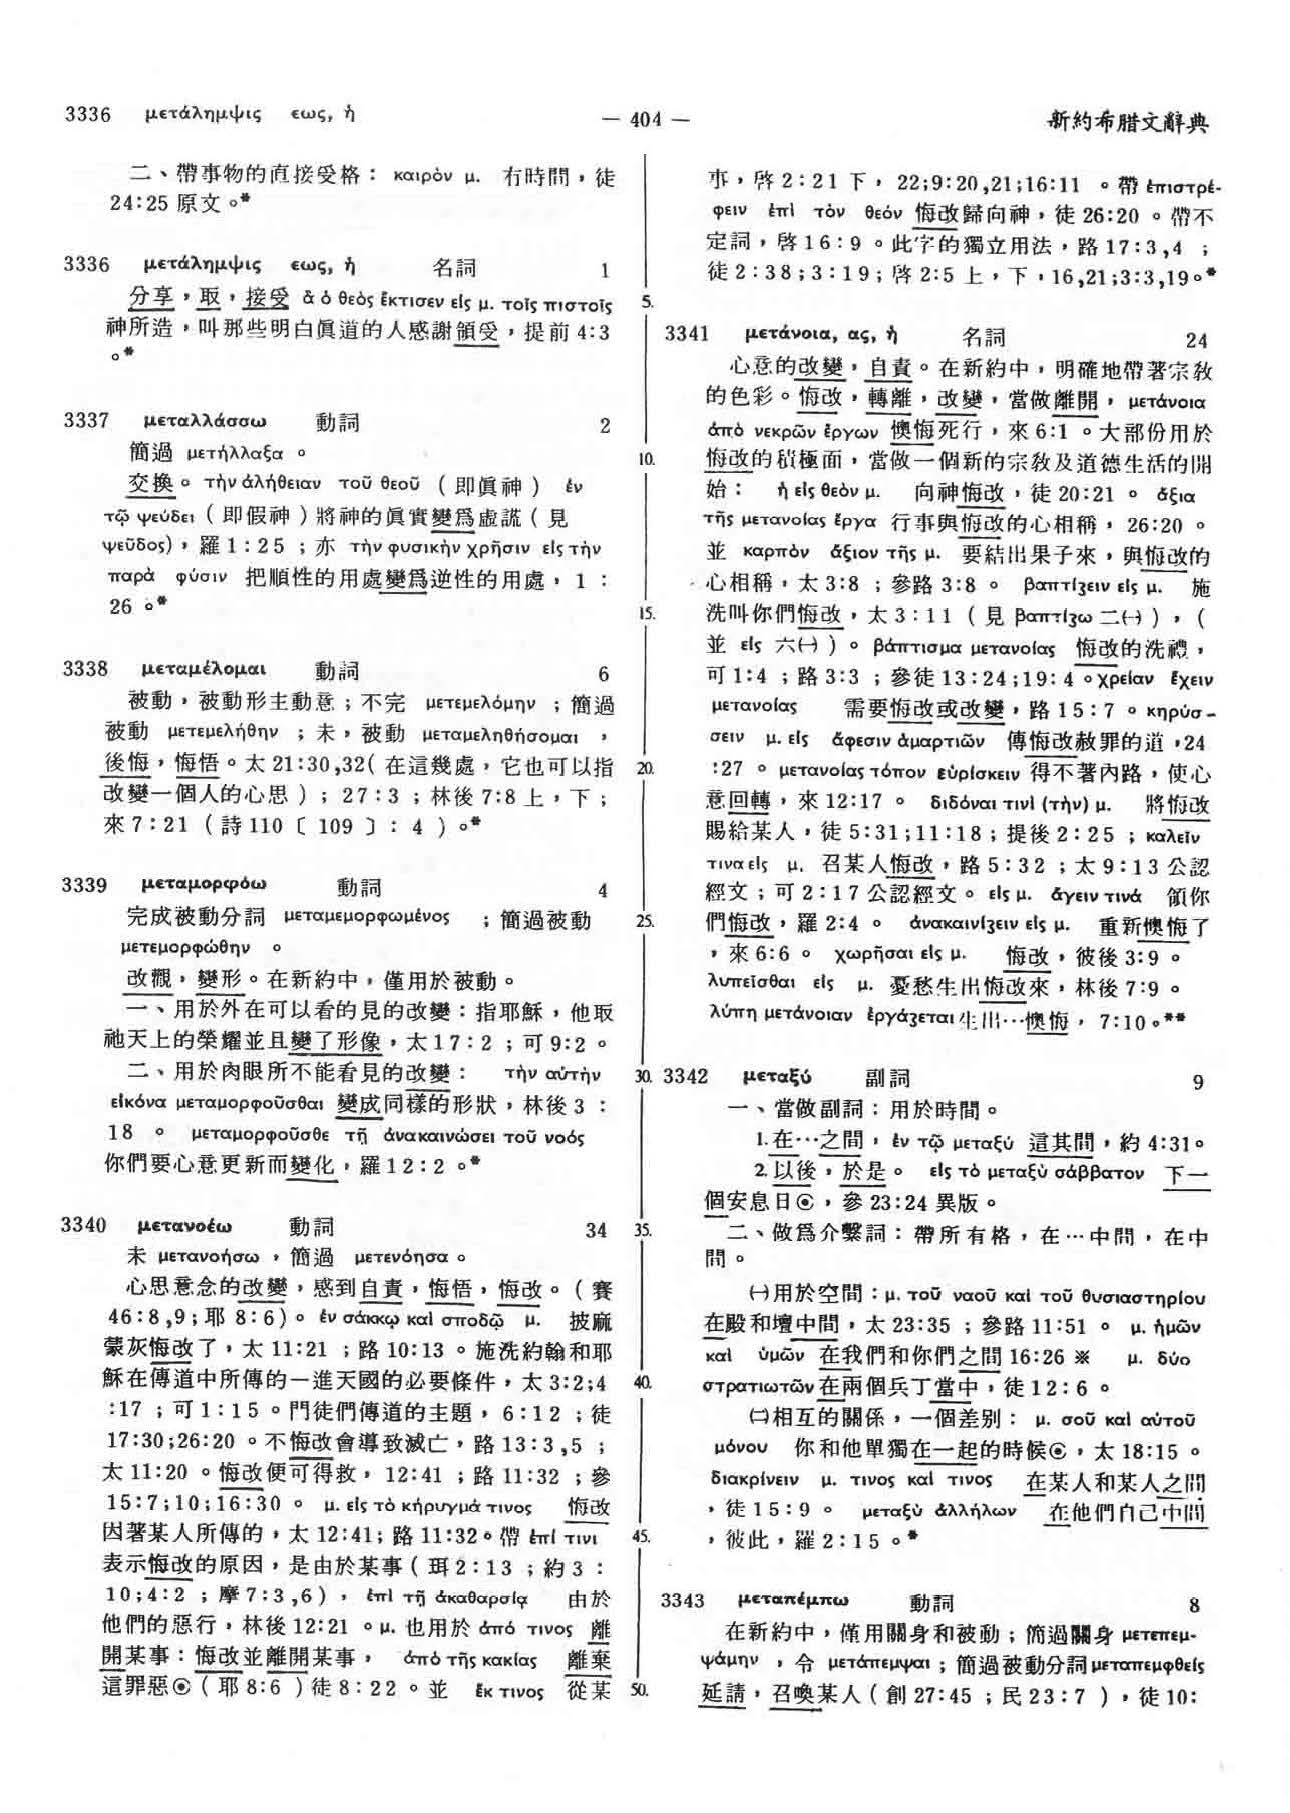 3336 μετάλημψις εως, ἡ
— 404 —
新約希腊文辭典
二、帶事物的直接受格： καιρὸν μ. 有時間，徒
24:25 原文。*
3336 μετάλημψις εως, ἡ 名詞 1
分享，取，接受 ἃ ὁ θεὸς ἔκτισεν εἰς μ. τοῖς πιστοῖς
神所造，叫那些明白眞道的人感謝領受，提前 4:3
。*
3337 μεταλλάσσω 動詞 2
簡過 μετήλλαξα 。
交換。 τὴν ἀλήθειαν τοῦ θεοῦ （即眞神） ἐν
τῷ ψεύδει（即假神）將神的眞實變爲虛謊（見
ψεῦδος），羅 1:25 ；亦 τὴν φυσικὴν χρῆσιν εἰς τὴν
παρὰ φύσιν 把順性的用處變爲逆性的用處，1：
26 。*
3338 μεταμέλομαι 動詞 6
被動，被動形主動意；不完 μετεμελόμην ；簡過
被動 μετεμελήθην ；未，被動 μεταμεληθήσομαι ，
後悔，悔悟。太 21:30,32（在這幾處，它也可以指
改變一個人的心思）；27:3；林後 7:8 上，下；
來 7:21 （詩 110〔 109 〕：4 ）。*
3339 μεταμορφόω 動詞 4
完成被動分詞 μεταμεμορφωμένος ；簡過被動
μετεμορφώθην 。
改觀，變形。在新約中，僅用於被動。
一、用於外在可以看的見的改變：指耶穌，他取
祂天上的榮耀並且變了形像，太 17:2 ；可 9:2 。
二、用於肉眼所不能看見的改變： τὴν αὐτὴν
εἰκόνα μεταμορφοῦσθαι 變成同樣的形狀，林後 3：
18 。 μεταμορφοῦσθε τῇ ἀνακαινώσει τοῦ νοός
你們要心意更新而變化，羅 12:2 。*
3340 μετανοέω 動詞 34
未 μετανοήσω ，簡過 μετενόησα 。
心思意念的改變，感到自責，悔悟，悔改。（賽
46:8,9；耶 8:6）。ἐν σάκκῳ καὶ σποδῷ μ. 披麻
蒙灰悔改了，太 11:21 ；路 10:13 。施洗約翰和耶
穌在傳道中所傳的一進天國的必要條件，太 3:2;4
:17 ；可 1:15 。門徒們傳道的主題，6:12 ；徒
17:30;26:20 。不悔改會導致滅亡，路 13:3,5 ；
太 11:20 。悔改便可得救，12:41 ；路 11:32 ；參
15:7;10;16:30 。 μ. εἰς τὸ κήρυγμά τινος 悔改
因著某人所傳的，太 12:41；路 11:32。帶 ἐπί τινι
表示悔改的原因，是由於某事（珥 2:13 ；約 3：
10;4:2 ；摩 7:3,6），ἐπὶ τῇ ἀκαθαρσίᾳ 由於
他們的惡行，林後 12:21 。μ. 也用於 ἀπό τινος 離
開某事：悔改並離開某事， ἀπὸ τῆς κακίας 離棄
這罪惡⦿（耶 8:6 ）徒 8:22 。並 ἔκ τινος 從某
5.
10.
15.
20.
25.
30.
35.
40.
45.
50.
事，啓 2:21 下，22;9:20,21;16:11 。帶 ἐπιστρέ-
φειν ἐπὶ τὸν θεόν 悔改歸向神，徒 26:20 。帶不
定詞，啓 16:9 。此字的獨立用法，路 17:3,4 ；
徒 2:38;3:19；啓 2:5 上，下，16,21;3:3,19。*
3341 μετάνοια, ας, ἡ 名詞 24
心意的改變，自責。在新約中，明確地帶著宗敎
的色彩。悔改，轉離，改變，當做離開， μετάνοια
ἀπὸ νεκρῶν ἔργων 懊悔死行，來 6:1 。大部份用於
悔改的積極面，當做一個新的宗敎及道德生活的開
始： ἡ εἰς θεὸν μ. 向神悔改，徒 20:21 。 ἄξια
τῆς μετανοίας ἔργα 行事與悔改的心相稱，26:20 。
並 καρπὸν ἄξιον τῆς μ. 要結出果子來，與悔改的
心相稱，太 3:8 ；參路 3:8 。 βαπτίζειν εἰς μ. 施
洗叫你們悔改，太 3:11（見 βαπτίζω 二㈠），（
並 εἰς 六㈠）。βάπτισμα μετανοίας 悔改的洗禮，
可 1:4 ；路 3:3 ；參徒 13:24;19:4 。χρείαν ἔχειν
μετανοίας 需要悔改或改變，路 15:7 。κηρύσ-
σειν μ. εἰς ἄφεσιν ἁμαρτιῶν 傳悔改赦罪的道，24
:27 。μετανοίας τόπον εὑρίσκειν 得不著內路，使心
意回轉，來 12:17 。 διδόναι τινὶ (τὴν) μ. 將悔改
賜給某人，徒 5:31;11:18；提後 2:25 ；καλεῖν
τινα εἰς μ. 召某人悔改，路 5:32 ；太 9:13 公認
經文；可 2:17 公認經文。εἰς μ. ἄγειν τινά 領你
們悔改，羅 2:4 。 ἀνακαινίζειν εἰς μ. 重新懊悔了
，來 6:6 。 χωρῆσαι εἰς μ. 悔改，彼後 3:9 。
λυπεῖσθαι εἰς μ. 憂愁生出悔改來，林後 7:9 。
λύπη μετάνοιαν ἐργάζεται 生出…懊悔，7:10。**
3342 μεταξύ 副詞 9
一、當做副詞：用於時間。
1.在…之間，ἐν τῷ μεταξύ 這其間，約 4:31。
2.以後，於是。 εἰς τὸ μεταξὺ σάββατον 下一
個安息日⦿，參 23:24 異版。
二、做爲介繫詞：帶所有格，在…中間，在中
間。
㈠用於空間：μ. τοῦ ναοῦ καὶ τοῦ θυσιαστηρίου
在殿和壇中間，太 23:35 ；參路 11:51 。 μ. ἡμῶν
καὶ ὑμῶν 在我們和你們之間 16:26 ※ μ. δύο
στρατιωτῶν 在兩個兵丁當中，徒 12:6 。
㈡相互的關係，一個差别： μ. σοῦ καὶ αὐτοῦ
μόνου 你和他單獨在一起的時候⦿，太 18:15 。
διακρίνειν μ. τινος καί τινος 在某人和某人之間
，徒 15:9 。 μεταξὺ ἀλλήλων 在他們自己中間
，彼此，羅 2:15 。*
3343 μεταπέμπω 動詞 8
在新約中，僅用關身和被動；簡過關身 μετεπεμ-
ψάμην ，令 μετάπεμψαι ；簡過被動分詞 μεταπεμφθείς
延請，召喚某人（創 27:45 ；民 23:7 ），徒 10: